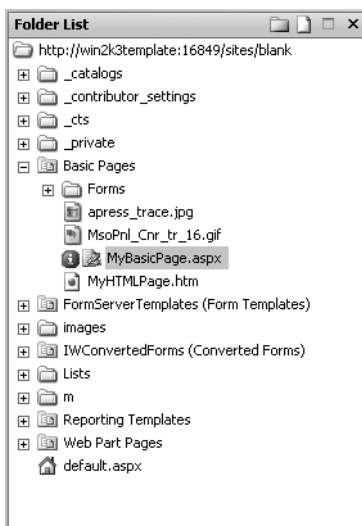 Folder List
http://win2k3template:16849/sites/blank
_catalogs
_contributor_settings
_cts
_private
Basic Pages
Forms
apress_trace.jpg
MsoPnl_Cnr_tr_16.gif
MyBasicPage.aspx
MyHTMLPage.htm
FormServerTemplates (Form Templates)
images
IWConvertedForms (Converted Forms)
Lists
m
Reporting Templates
Web Part Pages
default.aspx